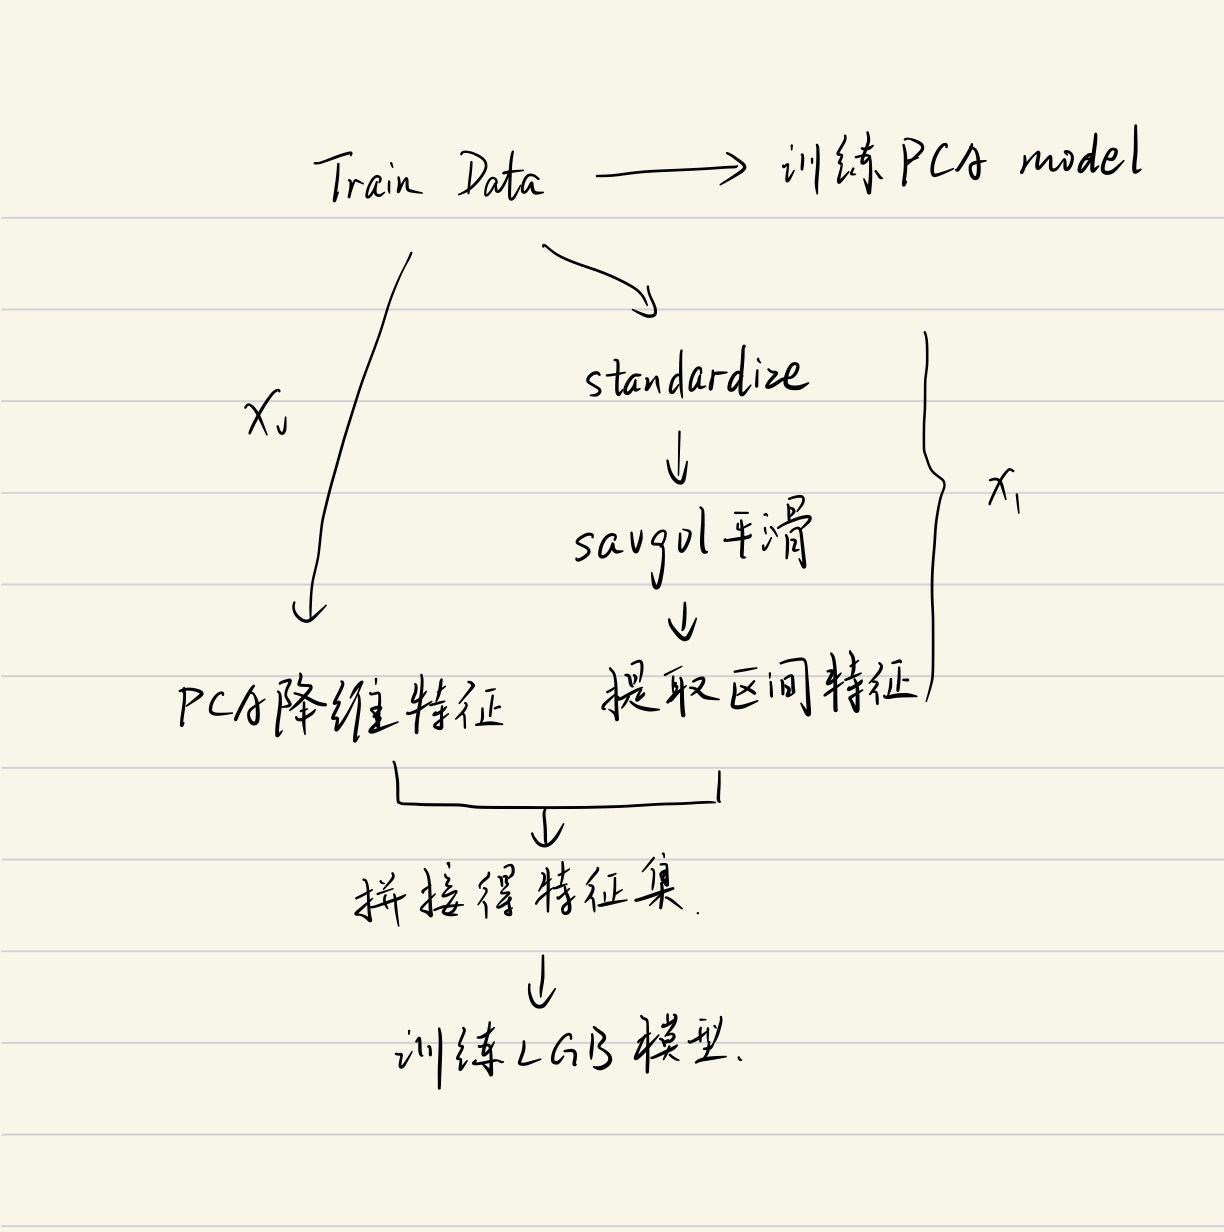 Train Data → 训练PCA model
standardize
X₀
X₁
savgol平滑
PCA降维特征 提取区间特征
拼接得特征集.
训练LGB模型.